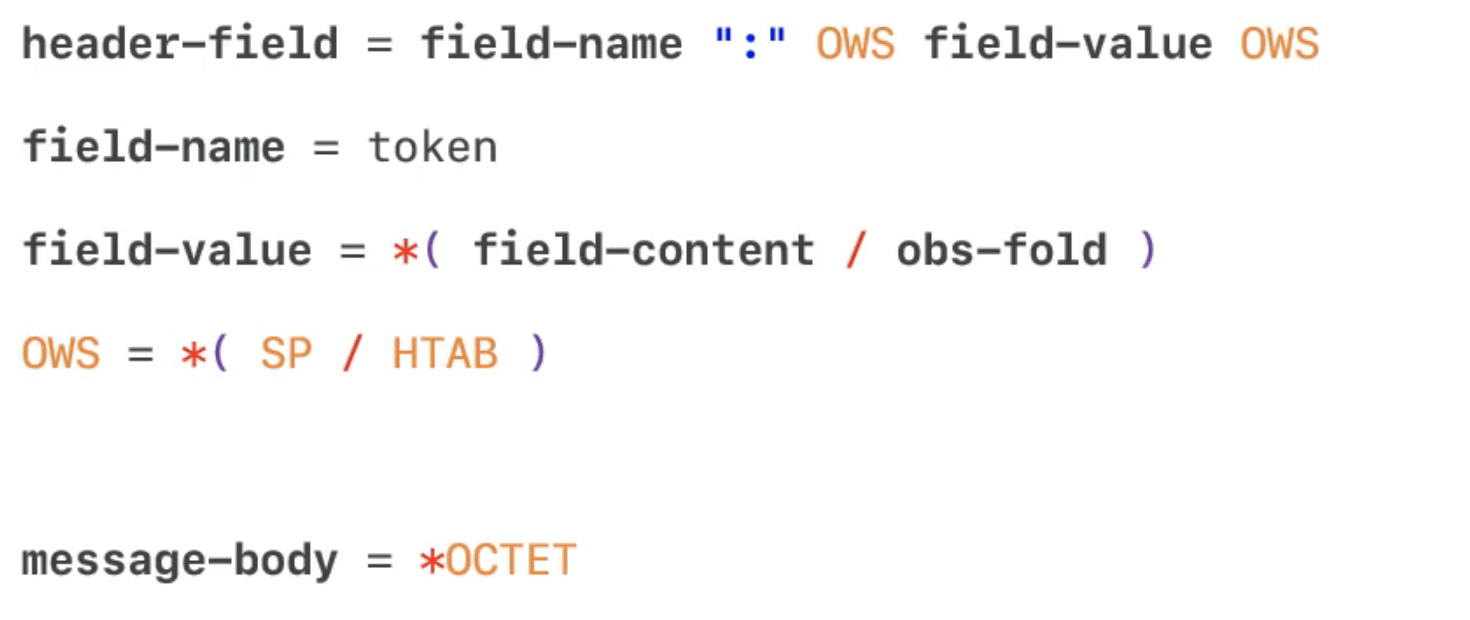 header-field = field-name ":" OWS field-value OWS
field-name = token
field-value = *( field-content / obs-fold )
OWS = *( SP / HTAB )
message-body = *OCTET